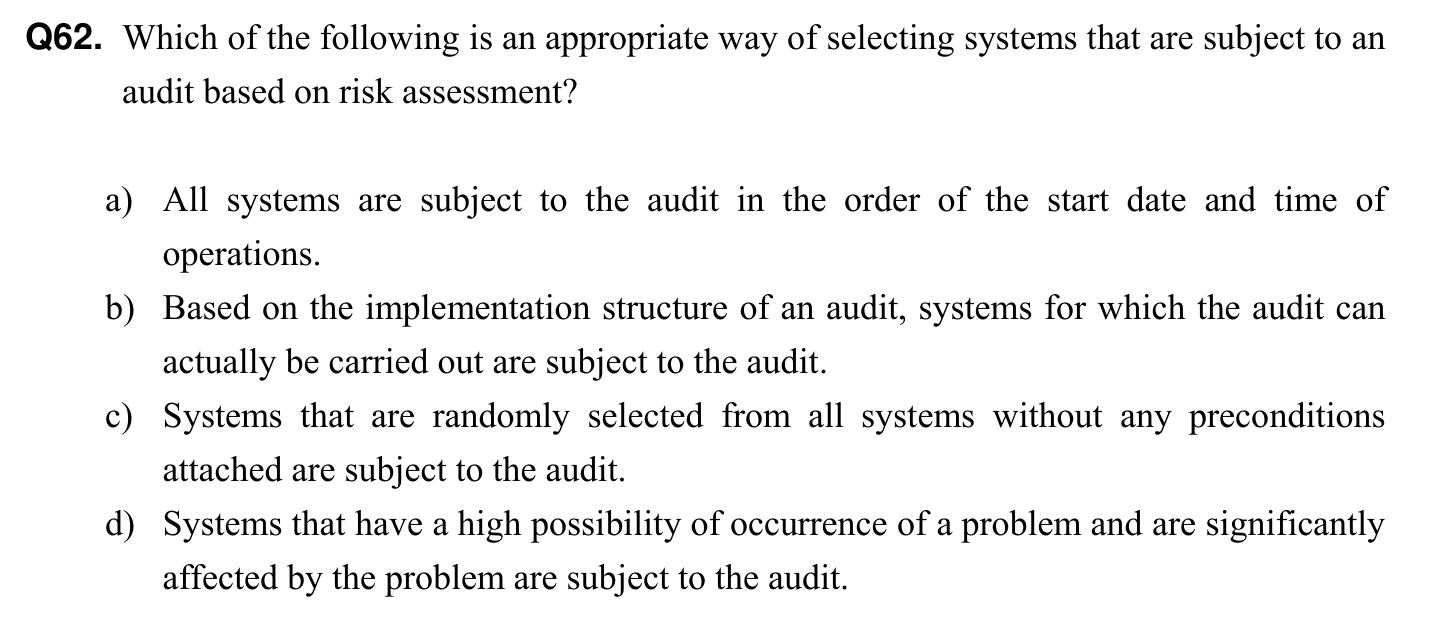 Q62. Which of the following is an appropriate way of selecting systems that are subject to an
audit based on risk assessment?
a) All systems are subject to the audit in the order of the start date and time of
operations.
b) Based on the implementation structure of an audit, systems for which the audit can
actually be carried out are subject to the audit.
c) Systems that are randomly selected from all systems without any preconditions
attached are subject to the audit.
d) Systems that have a high possibility of occurrence of a problem and are significantly
affected by the problem are subject to the audit.